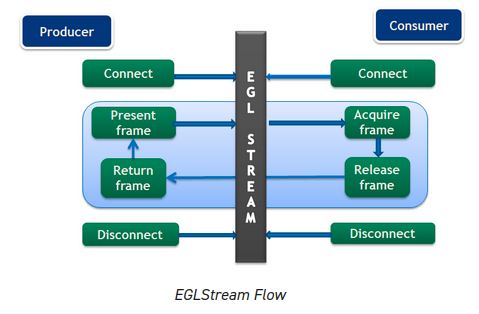 Producer
Consumer
Connect
Connect
EGL STREAM
Present
frame
Acquire
frame
Return
frame
Release
frame
Disconnect
Disconnect
EGLStream Flow